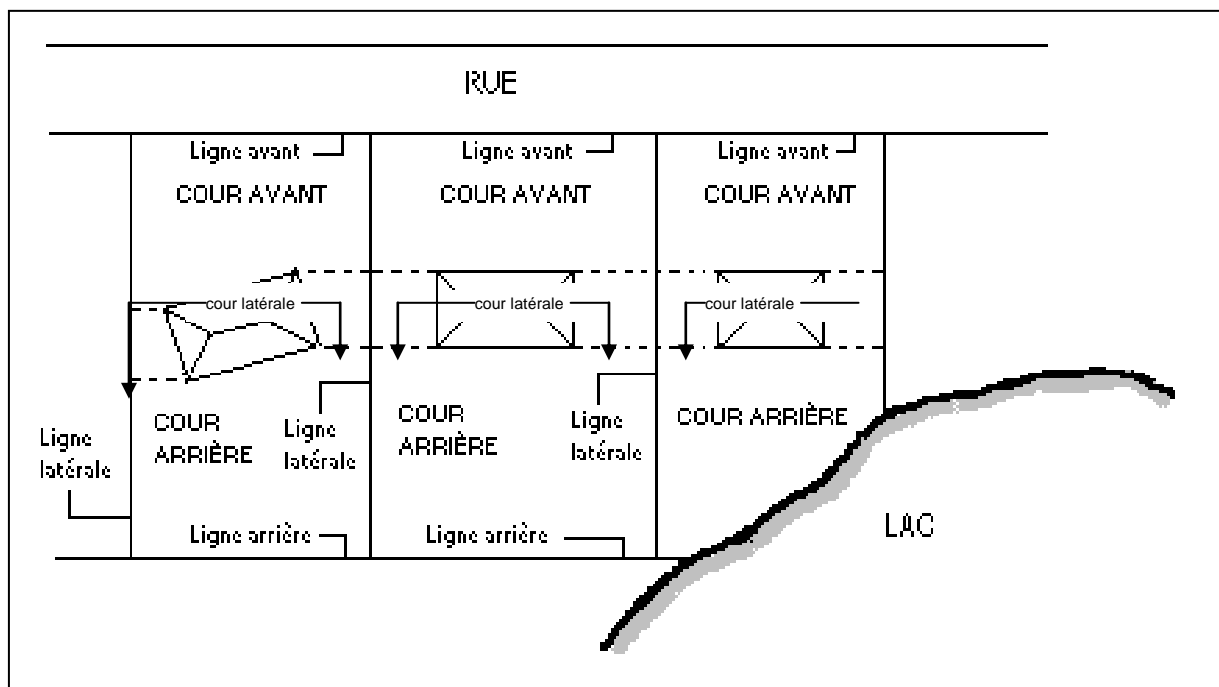 RUE
Ligne avant
Ligne avant
Ligne avant
COUR AVANT
COUR AVANT
COUR AVANT
cour latérale
cour latérale
cour latérale
COUR
ARRIÈRE
Ligne
latérale
COUR
ARRIÈRE
Ligne
latérale
COUR ARRIÈRE
Ligne
latérale
Ligne arrière
Ligne arrière
LAC